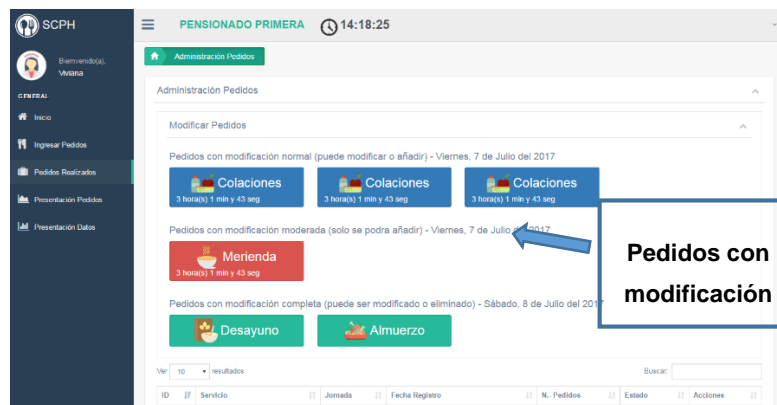 SCPH
PENSIONADO PRIMERA 14:18:25
Bienvenido(a),
Viviana
GENERAL
Inicio
Ingresar Pedidos
Pedidos Realizados
Presentación Pedidos
Presentación Datos
Administración Pedidos
Administración Pedidos
Modificar Pedidos
Pedidos con modificación normal (puede modificar o añadir) - Viernes, 7 de Julio del 2017
Colaciones
3 hora(s) 1 min y 43 seg
Colaciones
3 hora(s) 1 min y 43 seg
Colaciones
3 hora(s) 1 min y 43 seg
Pedidos con modificación moderada (solo se podra añadir) - Viernes, 7 de Julio del 2017
Merienda
3 hora(s) 1 min y 43 seg
Pedidos con modificación completa (puede ser modificado o eliminado) - Sábado, 8 de Julio del 2017
Desayuno
Almuerzo
Pedidos con
modificación
Ver 10 resultados
Buscar:
ID Servicio Jornada Fecha Registro N.- Pedidos Estado Acciones